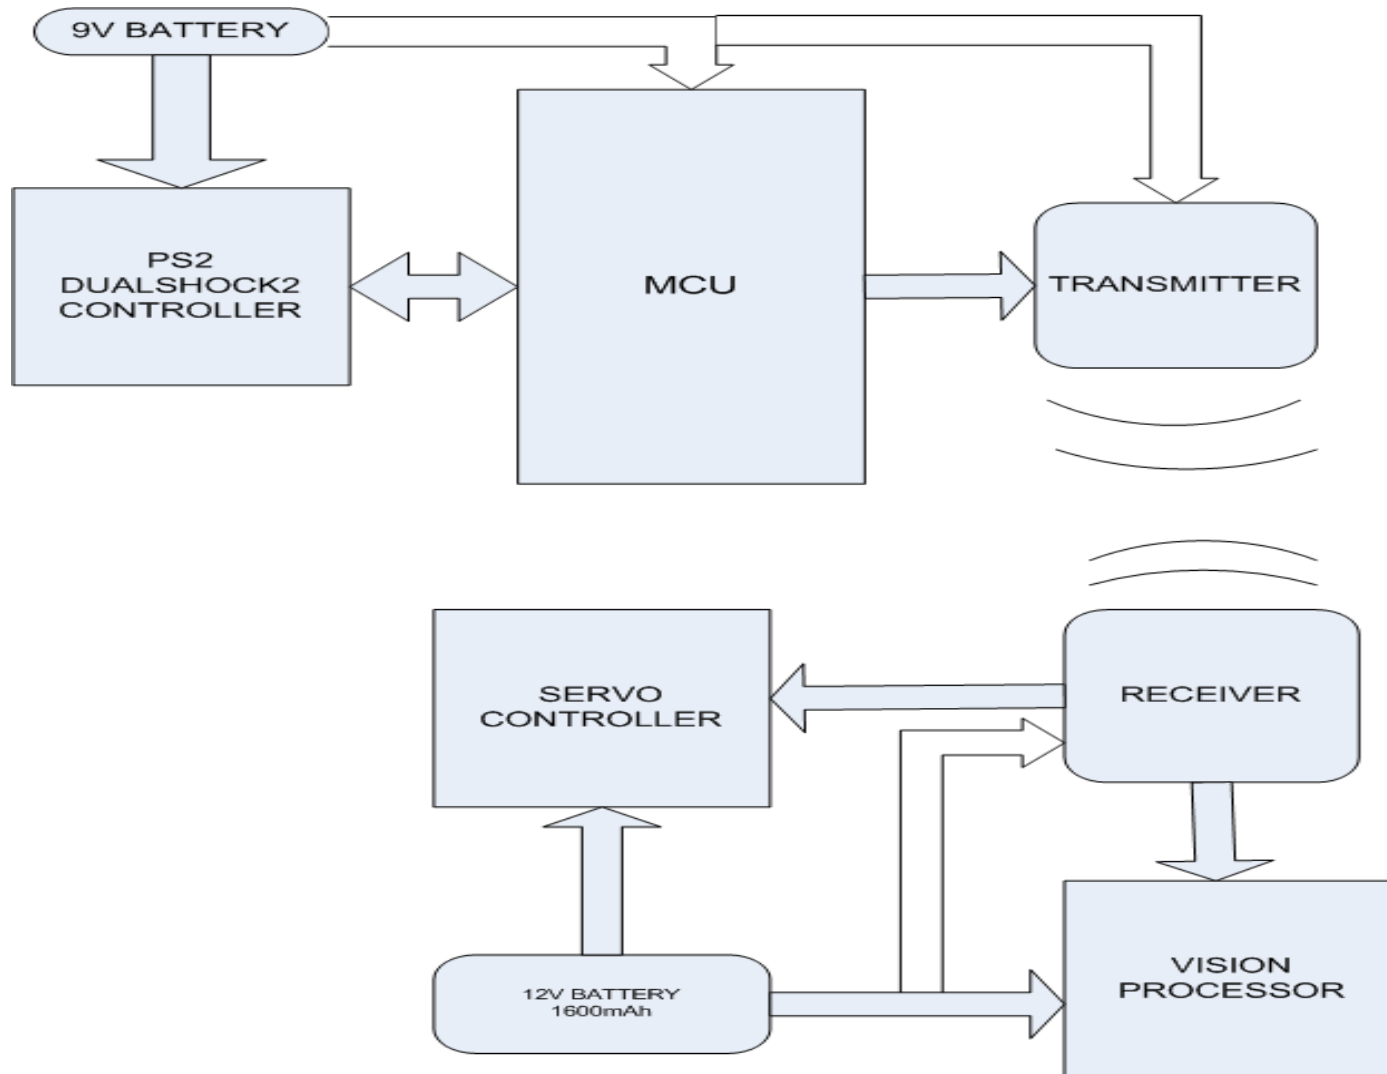 9V BATTERY
PS2
DUALSHOCK2
CONTROLLER
MCU
TRANSMITTER
SERVO
CONTROLLER
RECEIVER
12V BATTERY
1600mAh
VISION
PROCESSOR